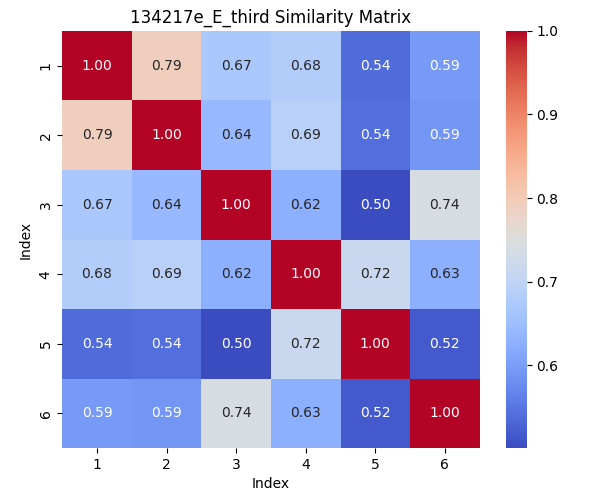 134217e_E_third Similarity Matrix
1 1.00 0.79 0.67 0.68 0.54 0.59
2 0.79 1.00 0.64 0.69 0.54 0.59
3 0.67 0.64 1.00 0.62 0.50 0.74
4 0.68 0.69 0.62 1.00 0.72 0.63
5 0.54 0.54 0.50 0.72 1.00 0.52
6 0.59 0.59 0.74 0.63 0.52 1.00
1 2 3 4 5 6
Index
Index
1.0
0.9
0.8
0.7
0.6